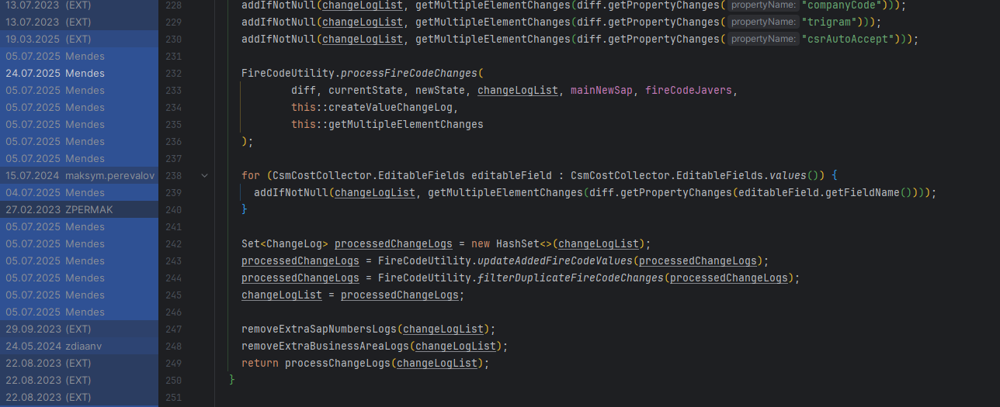 13.07.2023 (EXT) 228 addIfNotNull(changeLogList, getMultipleElementChanges(diff.getPropertyChanges( propertyName: "companyCode")));
13.07.2023 (EXT) 229 addIfNotNull(changeLogList, getMultipleElementChanges(diff.getPropertyChanges( propertyName: "trigram")));
19.03.2025 (EXT) 230 addIfNotNull(changeLogList, getMultipleElementChanges(diff.getPropertyChanges( propertyName: "csrAutoAccept")));
05.07.2025 Mendes 231
24.07.2025 Mendes 232 FireCodeUtility.processFireCodeChanges(
05.07.2025 Mendes 233 diff, currentState, newState, changeLogList, mainNewSap, fireCodeJavers,
05.07.2025 Mendes 234 this::createValueChangeLog,
05.07.2025 Mendes 235 this::getMultipleElementChanges
05.07.2025 Mendes 236 );
05.07.2025 Mendes 237
15.07.2024 maksym.perevalov 238 for (CsmCostCollector.EditableFields editableField : CsmCostCollector.EditableFields.values()) {
04.07.2025 Mendes 239 addIfNotNull(changeLogList, getMultipleElementChanges(diff.getPropertyChanges(editableField.getFieldName())));
27.02.2023 ZPERMAK 240 }
05.07.2025 Mendes 241
05.07.2025 Mendes 242 Set<ChangeLog> processedChangeLogs = new HashSet<>(changeLogList);
05.07.2025 Mendes 243 processedChangeLogs = FireCodeUtility.updateAddedFireCodeValues(processedChangeLogs);
05.07.2025 Mendes 244 processedChangeLogs = FireCodeUtility.filterDuplicateFireCodeChanges(processedChangeLogs);
05.07.2025 Mendes 245 changeLogList = processedChangeLogs;
05.07.2025 Mendes 246
29.09.2023 (EXT) 247 removeExtraSapNumbersLogs(changeLogList);
24.05.2024 zdiaanv 248 removeExtraBusinessAreaLogs(changeLogList);
22.08.2023 (EXT) 249 return processChangeLogs(changeLogList);
22.08.2023 (EXT) 250 }
22.08.2023 (EXT) 251